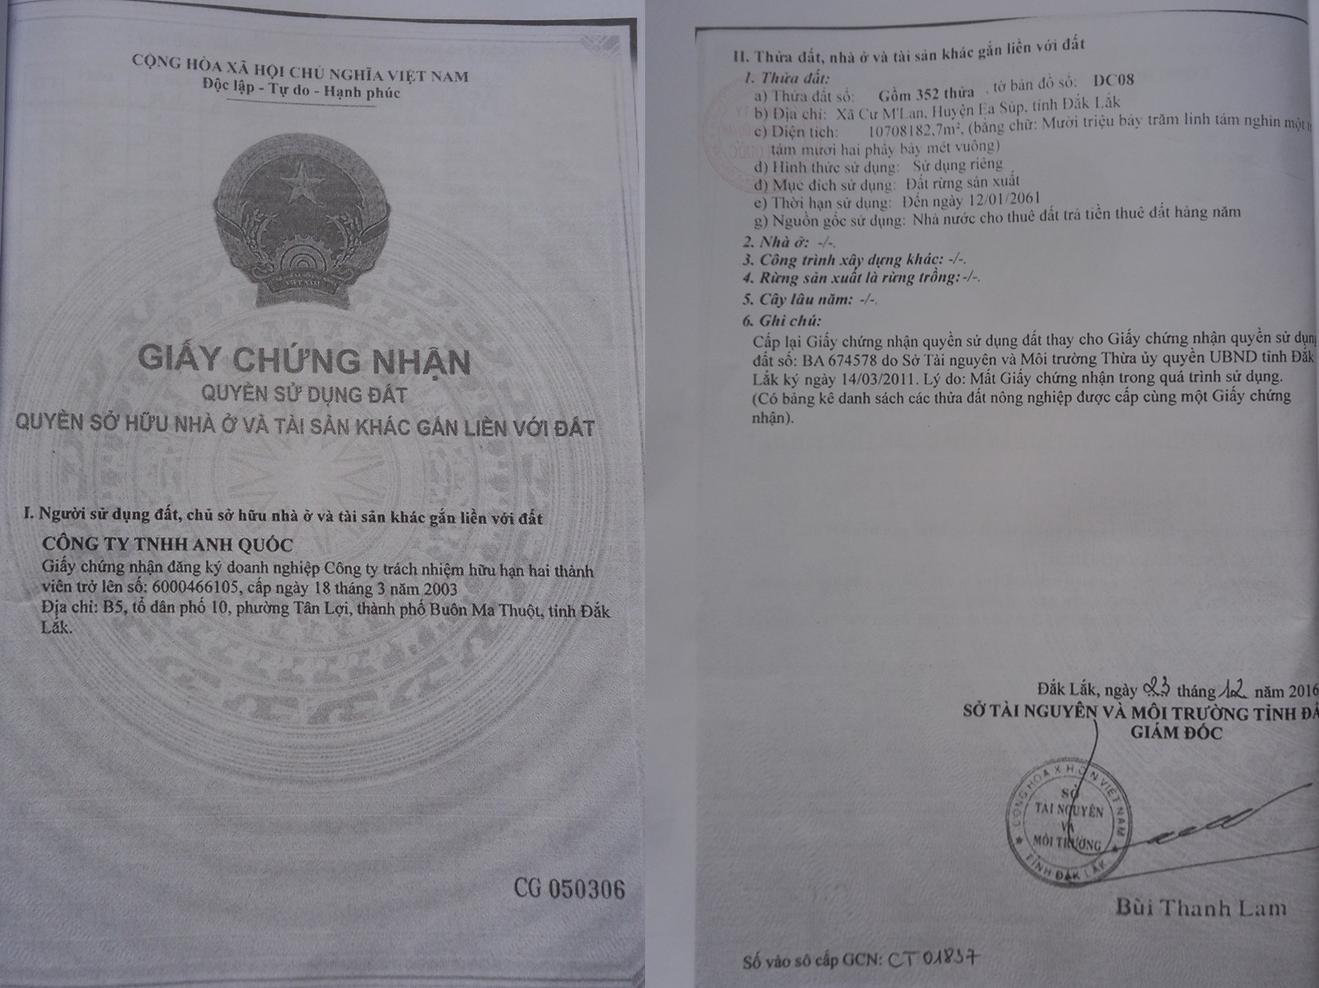 CỘNG HÒA XÃ HỘI CHỦ NGHĨA VIỆT NAM
Độc lập - Tự do - Hạnh phúc
VIỆT NAM
GIẤY CHỨNG NHẬN
QUYỀN SỬ DỤNG ĐẤT
QUYỀN SỞ HỮU NHÀ Ở VÀ TÀI SẢN KHÁC GẮN LIỀN VỚI ĐẤT
I. Người sử dụng đất, chủ sở hữu nhà ở và tài sản khác gắn liền với đất
CÔNG TY TNHH ANH QUỐC
Giấy chứng nhận đăng ký doanh nghiệp Công ty trách nhiệm hữu hạn hai thành
viên trở lên số: 6000466105, cấp ngày 18 tháng 3 năm 2003
Địa chỉ: B5, tổ dân phố 10, phường Tân Lợi, thành phố Buôn Ma Thuột, tỉnh Đắk
Lắk.
CG 050306
II. Thửa đất, nhà ở và tài sản khác gắn liền với đất
1. Thửa đất:
a) Thửa đất số: Gồm 352 thửa , tờ bản đồ số: DC08
b) Địa chỉ: Xã Cư M'Lan, Huyện Ea Súp, tỉnh Đắk Lắk
c) Diện tích: 10708182,7m², (bằng chữ: Mười triệu bảy trăm linh tám nghìn một
tám mươi hai phảy bảy mét vuông)
d) Hình thức sử dụng: Sử dụng riêng
đ) Mục đích sử dụng: Đất rừng sản xuất
e) Thời hạn sử dụng: Đến ngày 12/01/2061
g) Nguồn gốc sử dụng: Nhà nước cho thuê đất trả tiền thuê đất hàng năm
2. Nhà ở: -/-.
3. Công trình xây dựng khác: -/-.
4. Rừng sản xuất là rừng trồng: -/-.
5. Cây lâu năm: -/-.
6. Ghi chú:
Cấp lại Giấy chứng nhận quyền sử dụng đất thay cho Giấy chứng nhận quyền sử dụng
đất số: BA 674578 do Sở Tài nguyên và Môi trường Thừa ủy quyền UBND tỉnh Đắk
Lắk ký ngày 14/03/2011. Lý do: Mất Giấy chứng nhận trong quá trình sử dụng.
(Có bảng kê danh sách các thửa đất nông nghiệp được cấp cùng một Giấy chứng
nhận).
Đắk Lắk, ngày 23 tháng 12 năm 2016
SỞ TÀI NGUYÊN VÀ MÔI TRƯỜNG TỈNH ĐẮ
GIÁM ĐỐC
CỘNG HÒA X.H.C.N VIỆT NAM
SỞ
TÀI NGUYÊN
VÀ
MÔI TRƯỜNG
TỈNH ĐẮK LẮK
Bùi Thanh Lam
Số vào sổ cấp GCN: CT 01837